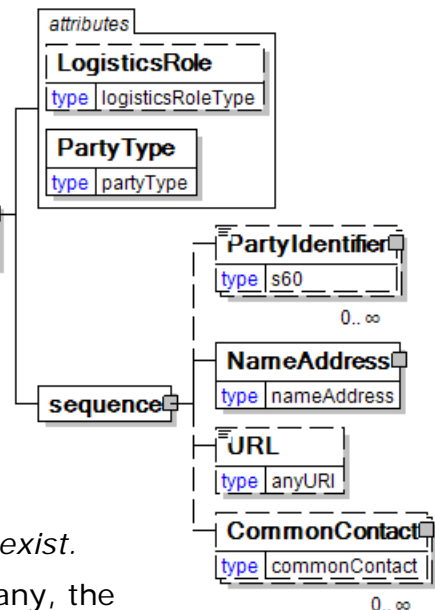 attributes
LogisticsRole
type logisticsRoleType
PartyType
type partyType
PartyIdentifier
type s60
0..∞
NameAddress
type nameAddress
sequence
URL
type anyURI
exist.
CommonContact
type commonContact
any, the
0..∞